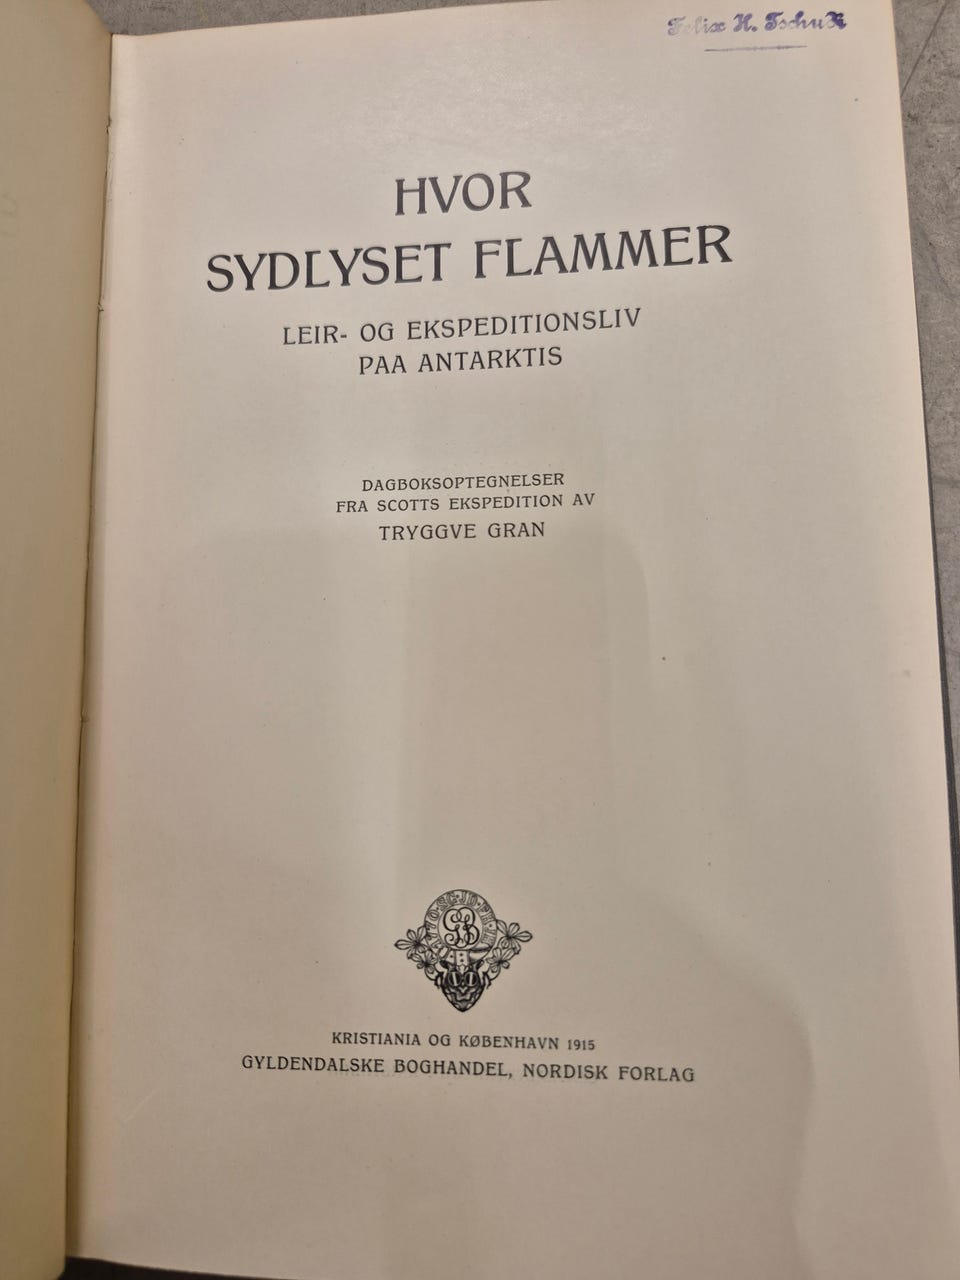 Felix H. Tschudi
HVOR
SYDLYSET FLAMMER
LEIR- OG EKSPEDITIONSLIV
PAA ANTARKTIS
DAGBOKSOPTEGNELSER
FRA SCOTTS EKSPEDITION AV
TRYGGVE GRAN
KRISTIANIA OG KØBENHAVN 1915
GYLDENDALSKE BOGHANDEL, NORDISK FORLAG